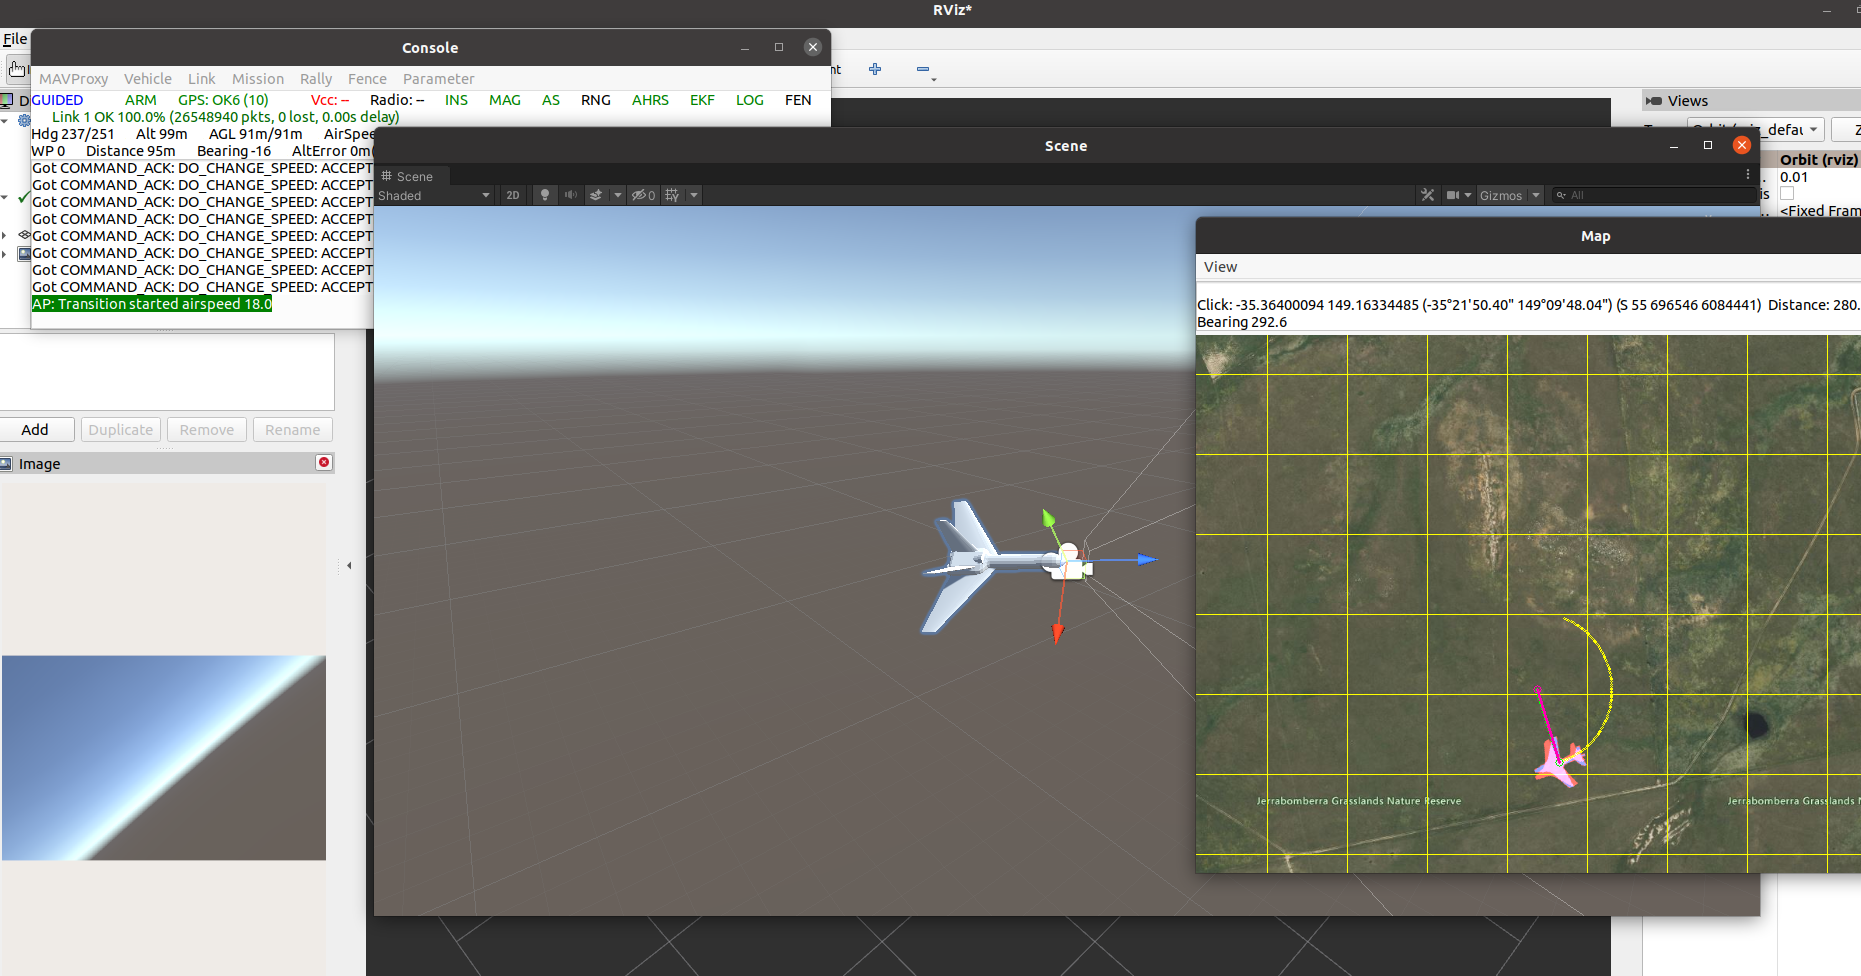 RViz*
File
Console
MAVProxy Vehicle Link Mission Rally Fence Parameter
GUIDED ARM GPS: OK6 (10) Vcc: -- Radio: -- INS MAG AS RNG AHRS EKF LOG FEN
Link 1 OK 100.0% (26548940 pkts, 0 lost, 0.00s delay)
Hdg 237/251 Alt 99m AGL 91m/91m AirSpee
WP 0 Distance 95m Bearing -16 AltError 0m(
Got COMMAND_ACK: DO_CHANGE_SPEED: ACCEPT
Got COMMAND_ACK: DO_CHANGE_SPEED: ACCEPT
Got COMMAND_ACK: DO_CHANGE_SPEED: ACCEPT
Got COMMAND_ACK: DO_CHANGE_SPEED: ACCEPT
Got COMMAND_ACK: DO_CHANGE_SPEED: ACCEPT
Got COMMAND_ACK: DO_CHANGE_SPEED: ACCEPT
Got COMMAND_ACK: DO_CHANGE_SPEED: ACCEPT
Got COMMAND_ACK: DO_CHANGE_SPEED: ACCEPT
AP: Transition started airspeed 18.0
Add Duplicate Remove Rename
Image
Scene
Scene
Shaded 2D 0 Gizmos All
Views
Orbit (rviz)
0.01
<Fixed Fram
Map
View
Click: -35.36400094 149.16334485 (-35°21'50.40" 149°09'48.04") (S 55 696546 6084441) Distance: 280.
Bearing 292.6
Jerrabomberra Grasslands Nature Reserve
Jerrabomberra Grasslands N